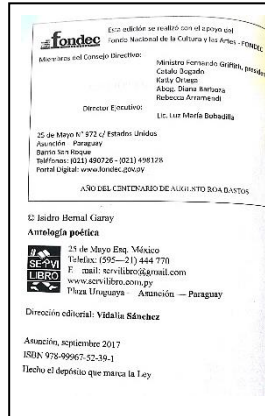 fondec
Esta edición se realizó con el apoyo del
Fondo Nacional de la Cultura y las Artes - FONDEC
Miembros del Consejo Directivo:
Ministro Fernando Griffith, presidente
Catalo Bogado
Katty Ortega
Abog. Diana Barboza
Rebecca Arramendi
Director Ejecutivo:
Lic. Luz María Bobadilla
25 de Mayo N° 972 c/ Estados Unidos
Asunción - Paraguay
Barrio San Roque
Teléfonos: (021) 490726 - (021) 498128
Portal Digital: www.fondec.gov.py
AÑO DEL CENTENARIO DE AUGUSTO ROA BASTOS
© Isidro Bernal Garay
Antología poética
SERVI
LIBRO
25 de Mayo Esq. México
Telefax: (595—21) 444 770
E mail: servilibro@gmail.com
www.servilibro.com.py
Plaza Uruguaya — Asunción — Paraguay
Dirección editorial: Vidalia Sánchez
Asunción, septiembre 2017
ISBN 978-99967-52-39-1
Hecho el depósito que marca la Ley